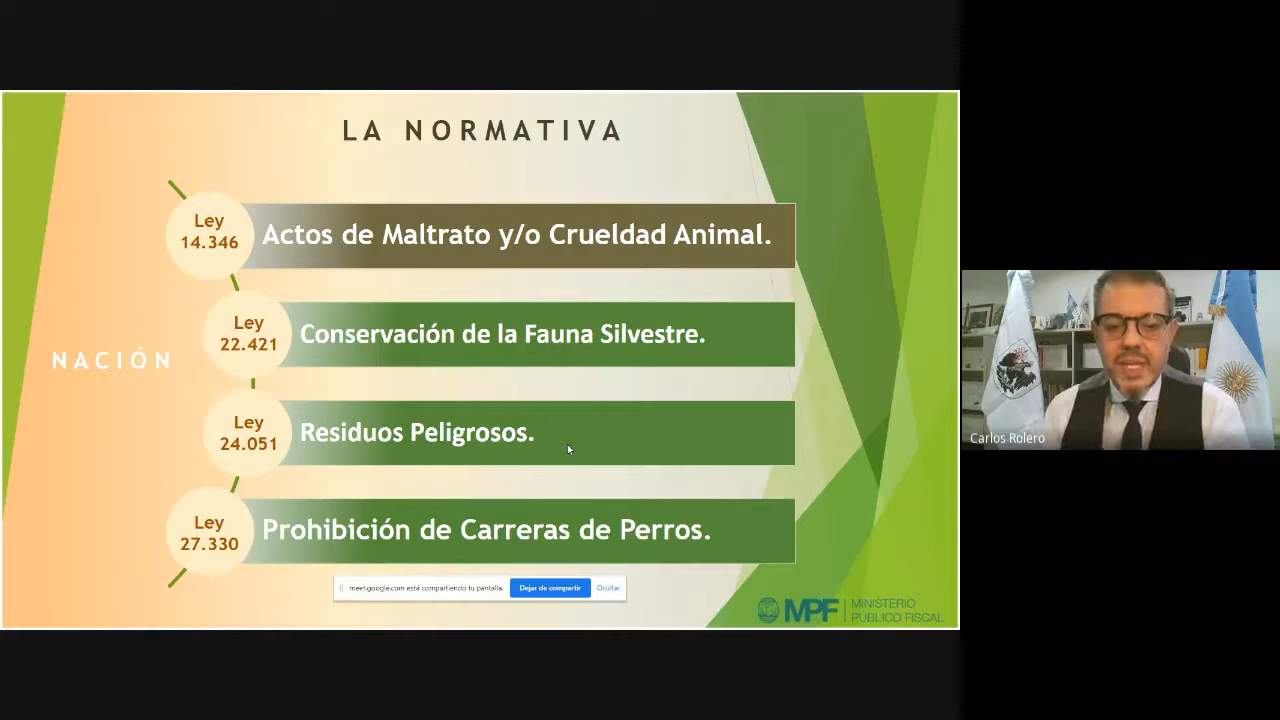 LA NORMATIVA
Ley
14.346
Actos de Maltrato y/o Crueldad Animal.
Ley
22.421
Conservación de la Fauna Silvestre.
NACIÓN
Ley
24.051
Residuos Peligrosos.
Ley
27.330
Prohibición de Carreras de Perros.
meet.google.com está compartiendo tu pantalla.
Dejar de compartir
Ocultar
MPF
MINISTERIO
PÚBLICO FISCAL
Carlos Rolero